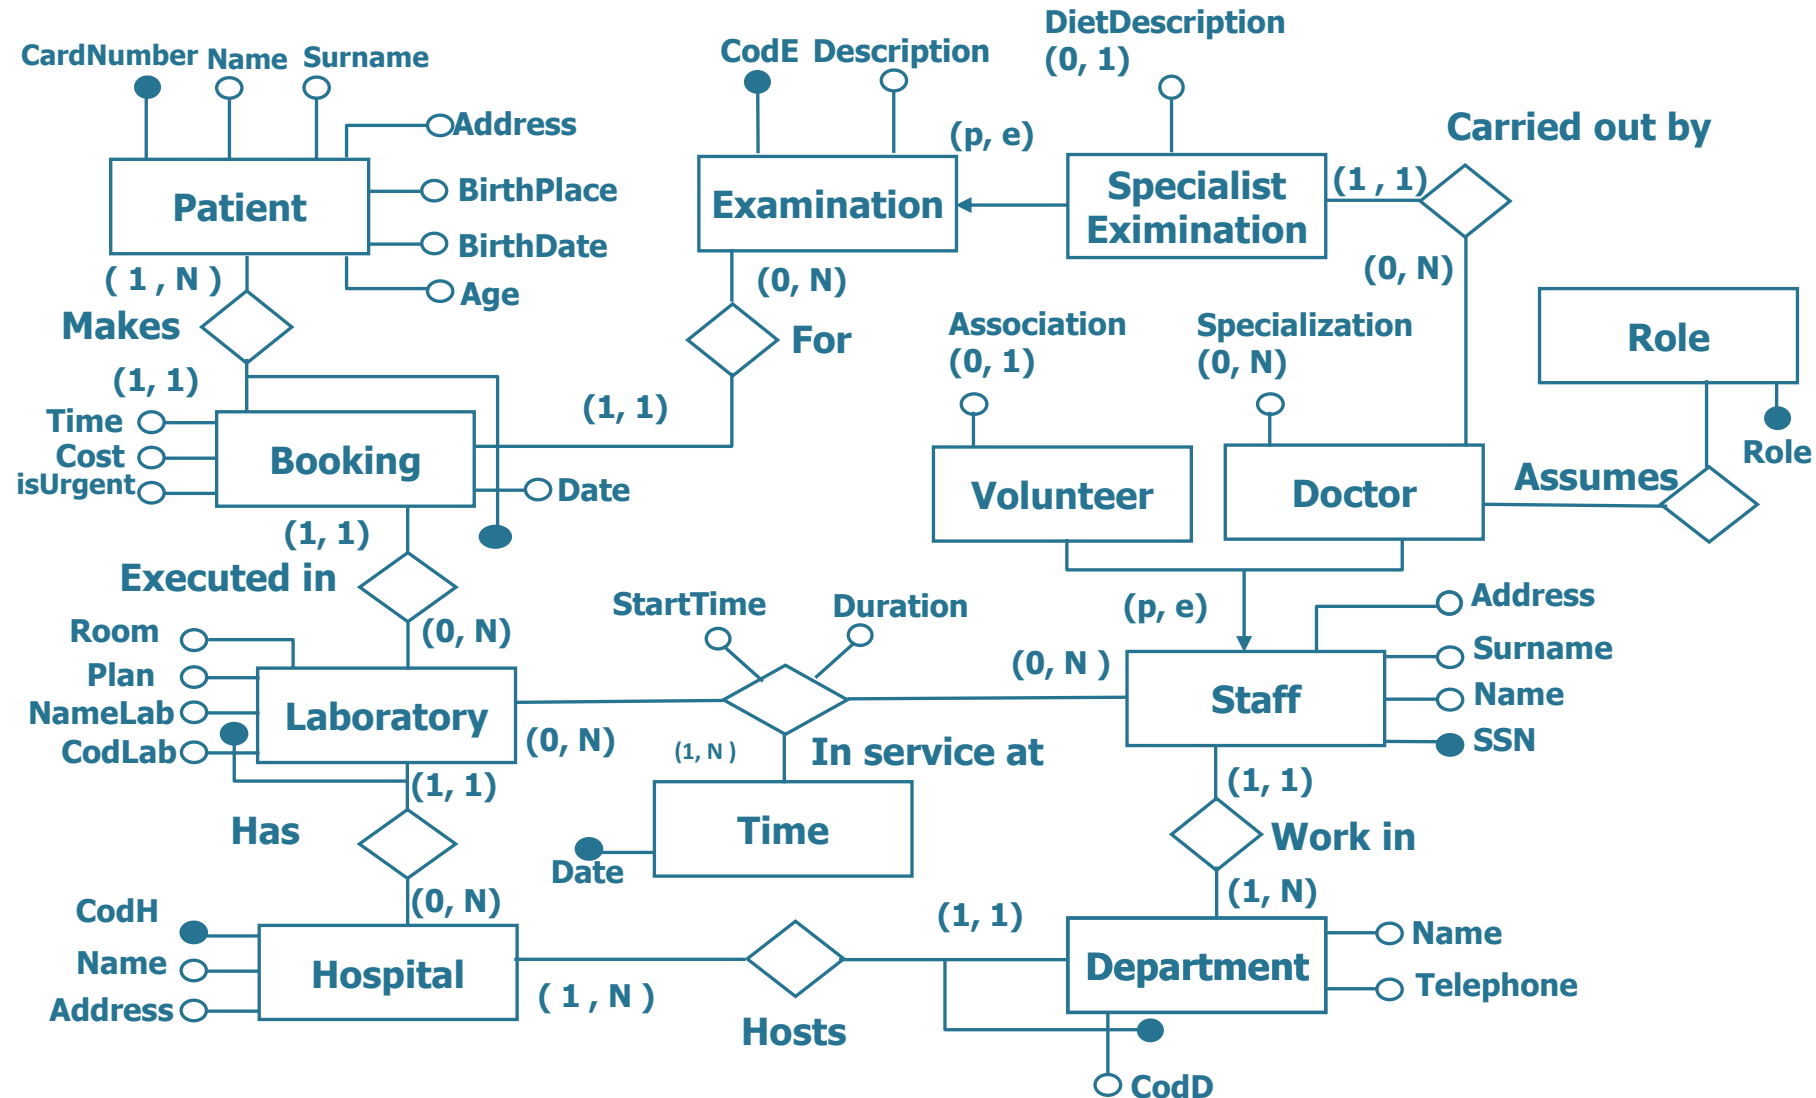 DietDescription
(0, 1)
CardNumber
Name
Surname
CodE
Description
Address
(p, e)
Carried out by
Patient
BirthPlace
BirthDate
Age
Examination
Specialist
Eximination
(1 , 1)
( 1 , N )
Makes
(0, N)
For
(0, N)
Association
(0, 1)
Specialization
(0, N)
Role
Role
(1, 1)
(1, 1)
Time
Cost
isUrgent
Booking
Date
Volunteer
Doctor
Assumes
(1, 1)
Executed in
(0, N)
StartTime
Duration
(p, e)
Address
Surname
Name
SSN
Room
Plan
NameLab
CodLab
Laboratory
(0, N)
(0, N )
Staff
(1, N )
In service at
(1, 1)
Has
Time
Date
(1, 1)
Work in
(0, N)
(1, N)
CodH
Name
Address
Hospital
( 1 , N )
Hosts
(1, 1)
Department
Name
Telephone
CodD